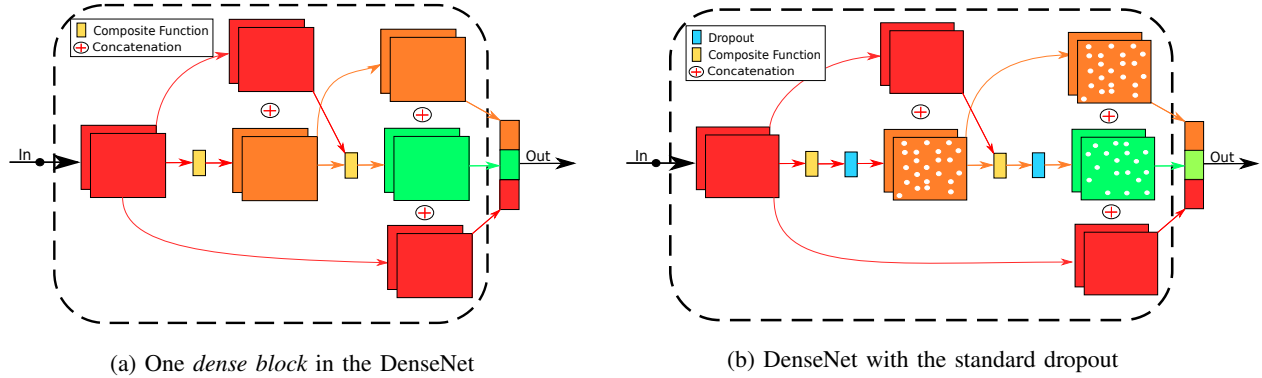 Composite Function
Concatenation
In
Out
(a) One dense block in the DenseNet
Dropout
Composite Function
Concatenation
In
Out
(b) DenseNet with the standard dropout